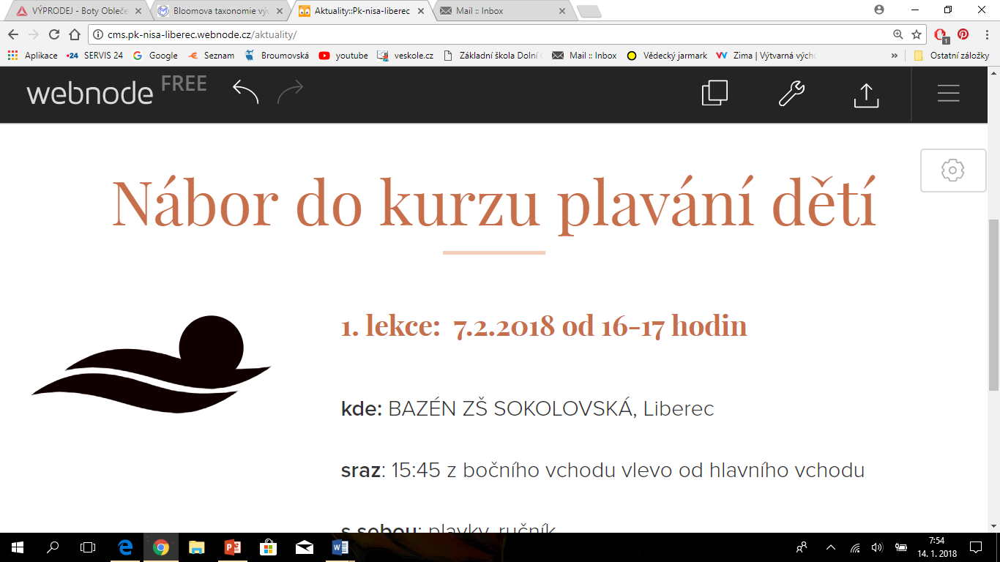 VÝPRODEJ - Boty Obleče
Bloomova taxonomie výu
Aktuality::Pk-nisa-liberec
Mail :: Inbox
cms.pk-nisa-liberec.webnode.cz/aktuality/
1
Aplikace
SERVIS 24
Google
Seznam
Broumovská
youtube
veskole.cz
Základní škola Dolní
Mail :: Inbox
Vědecký jarmark
Zima | Výtvarná vých
»
Ostatní záložky
webnode FREE
Nábor do kurzu plavání dětí
1. lekce: 7.2.2018 od 16-17 hodin
kde: BAZÉN ZŠ SOKOLOVSKÁ, Liberec
sraz: 15:45 z bočního vchodu vlevo od hlavního vchodu
s sebou: plavky, ručník
7:54
14. 1. 2018